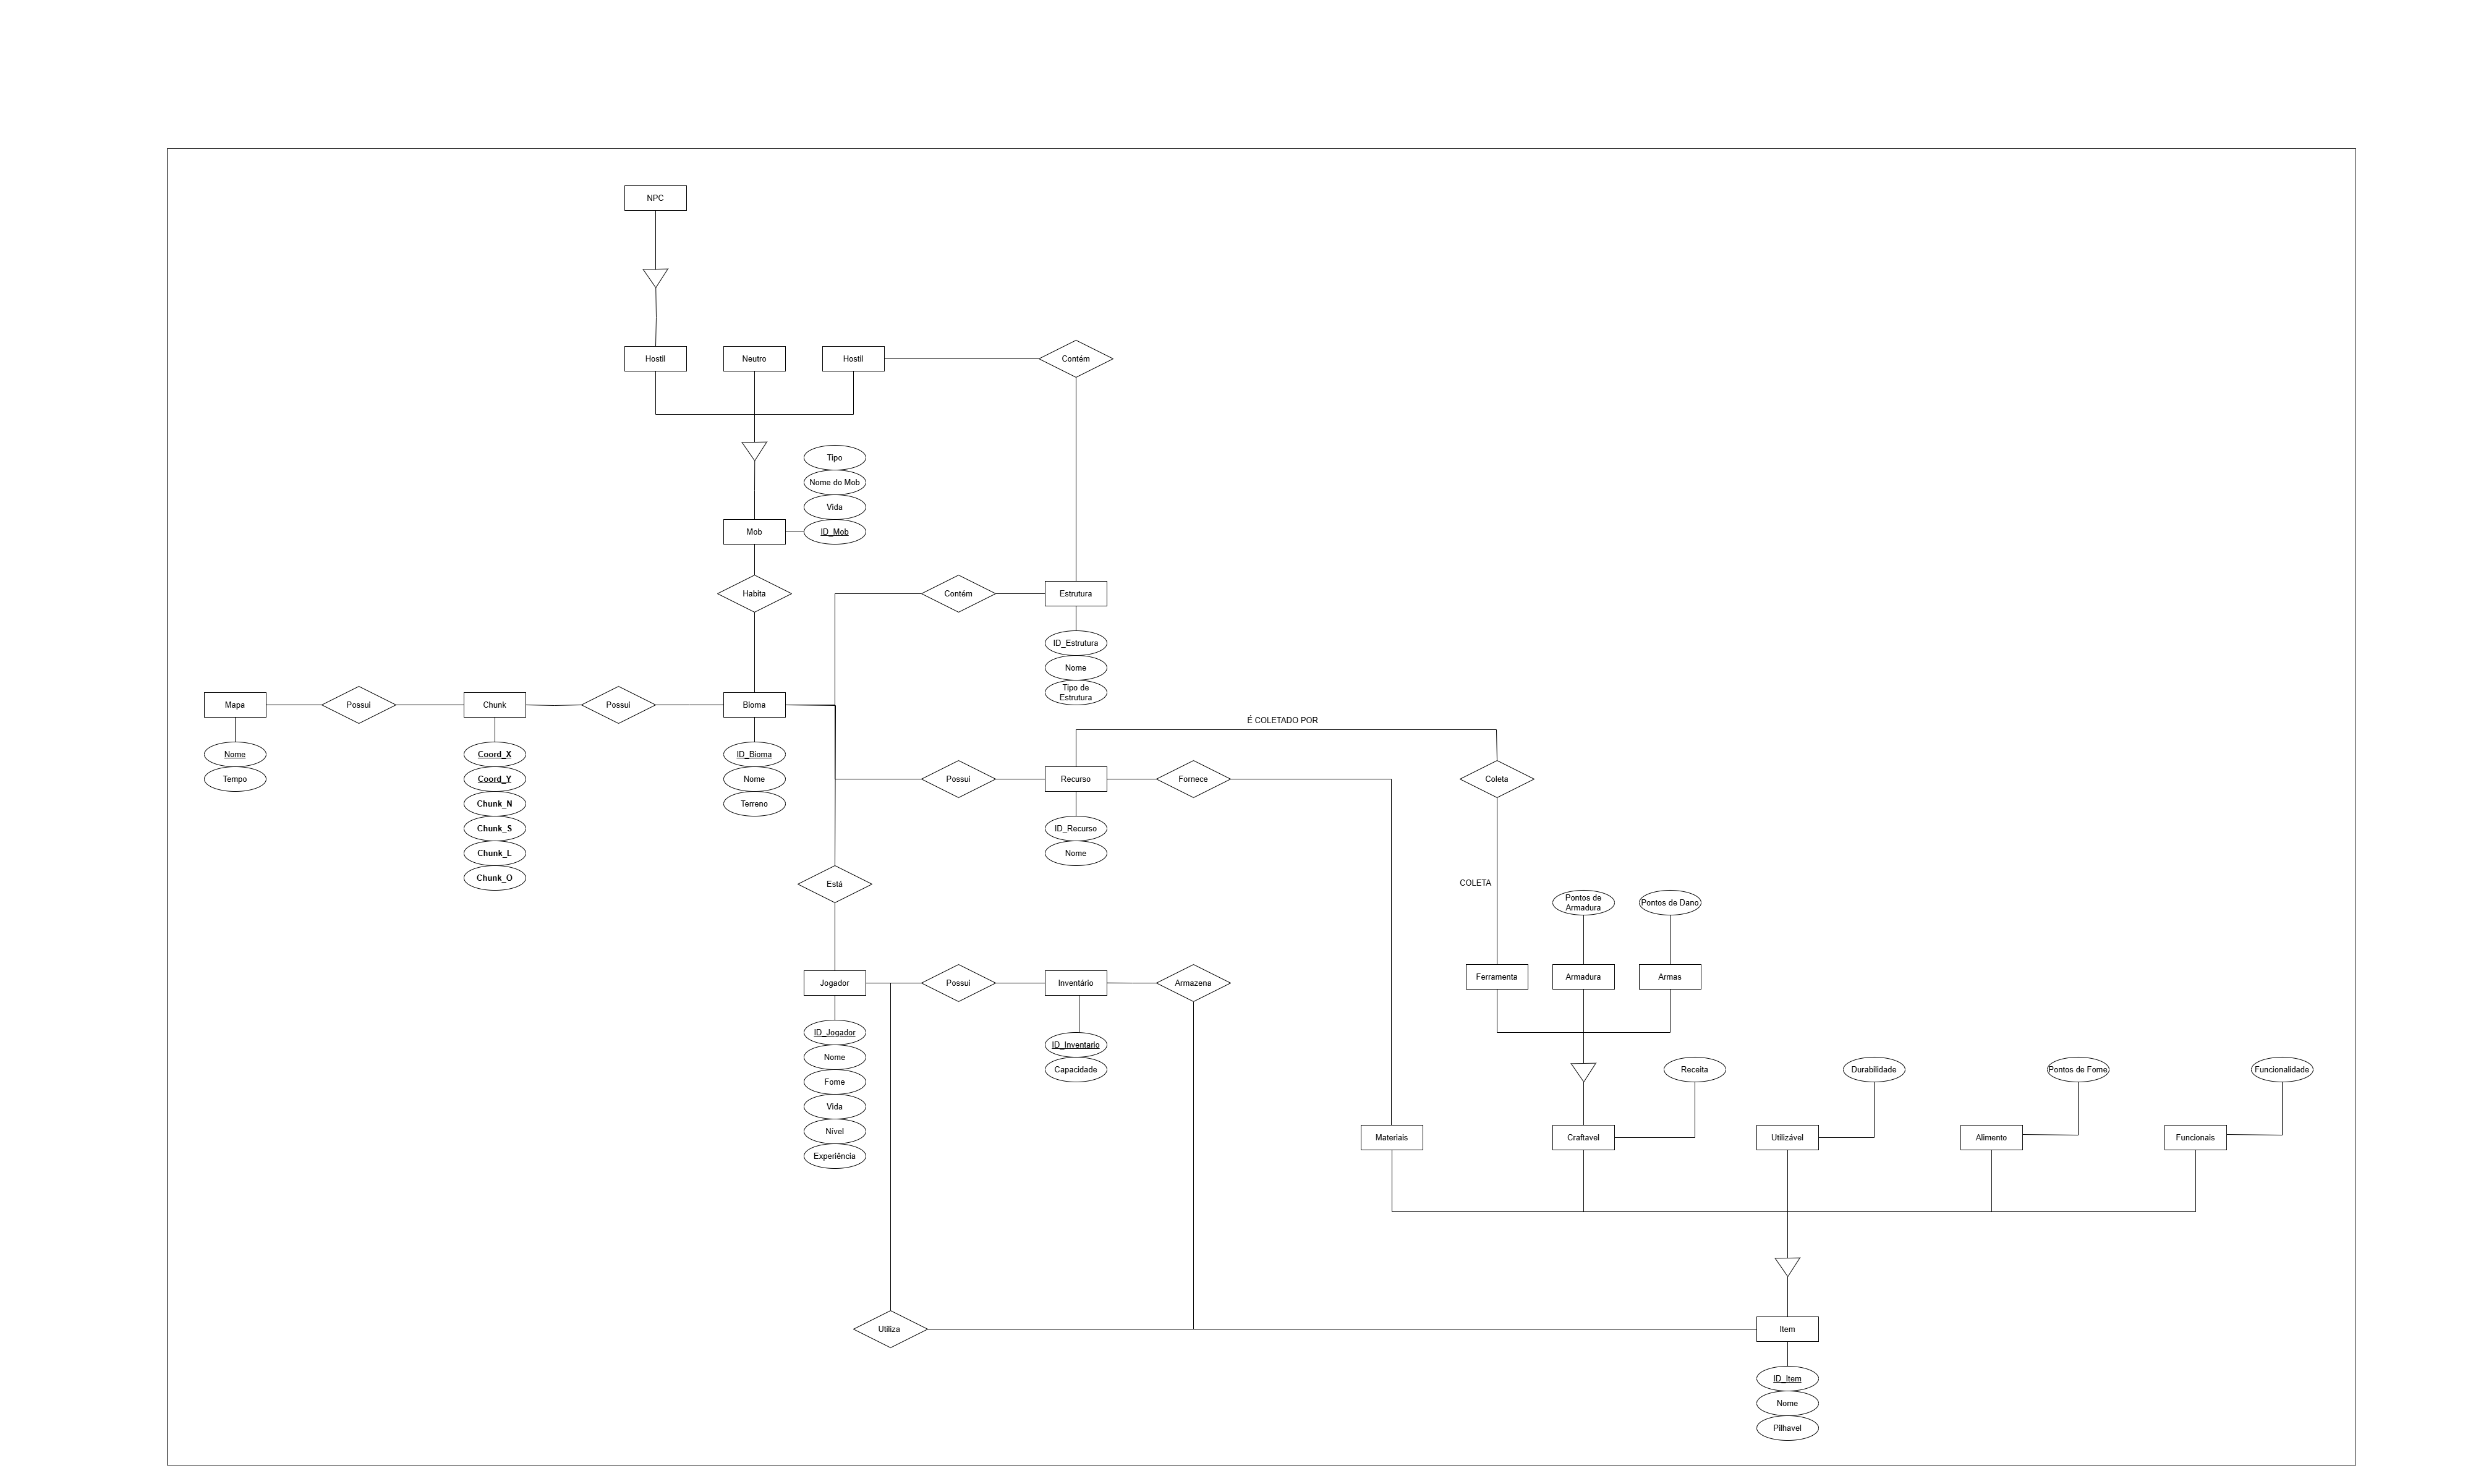 NPC
Hostil
Neutro
Hostil
Contém
Tipo
Nome do Mob
Vida
ID_Mob
Mob
Habita
Contém
Estrutura
ID_Estrutura
Nome
Tipo de
Estrutura
Mapa
Possui
Chunk
Possui
Bioma
Nome
Tempo
Coord_X
Coord_Y
Chunk_N
Chunk_S
Chunk_L
Chunk_O
ID_Bioma
Nome
Terreno
É COLETADO POR
Possui
Recurso
Fornece
Coleta
ID_Recurso
Nome
Está
COLETA
Pontos de
Armadura
Pontos de Dano
Ferramenta
Armadura
Armas
Jogador
Possui
Inventário
Armazena
ID_Jogador
Nome
Fome
Vida
Nível
Experiência
ID_Inventario
Capacidade
Receita
Durabilidade
Pontos de Fome
Funcionalidade
Materiais
Craftavel
Utilizável
Alimento
Funcionais
Utiliza
Item
ID_Item
Nome
Pilhavel